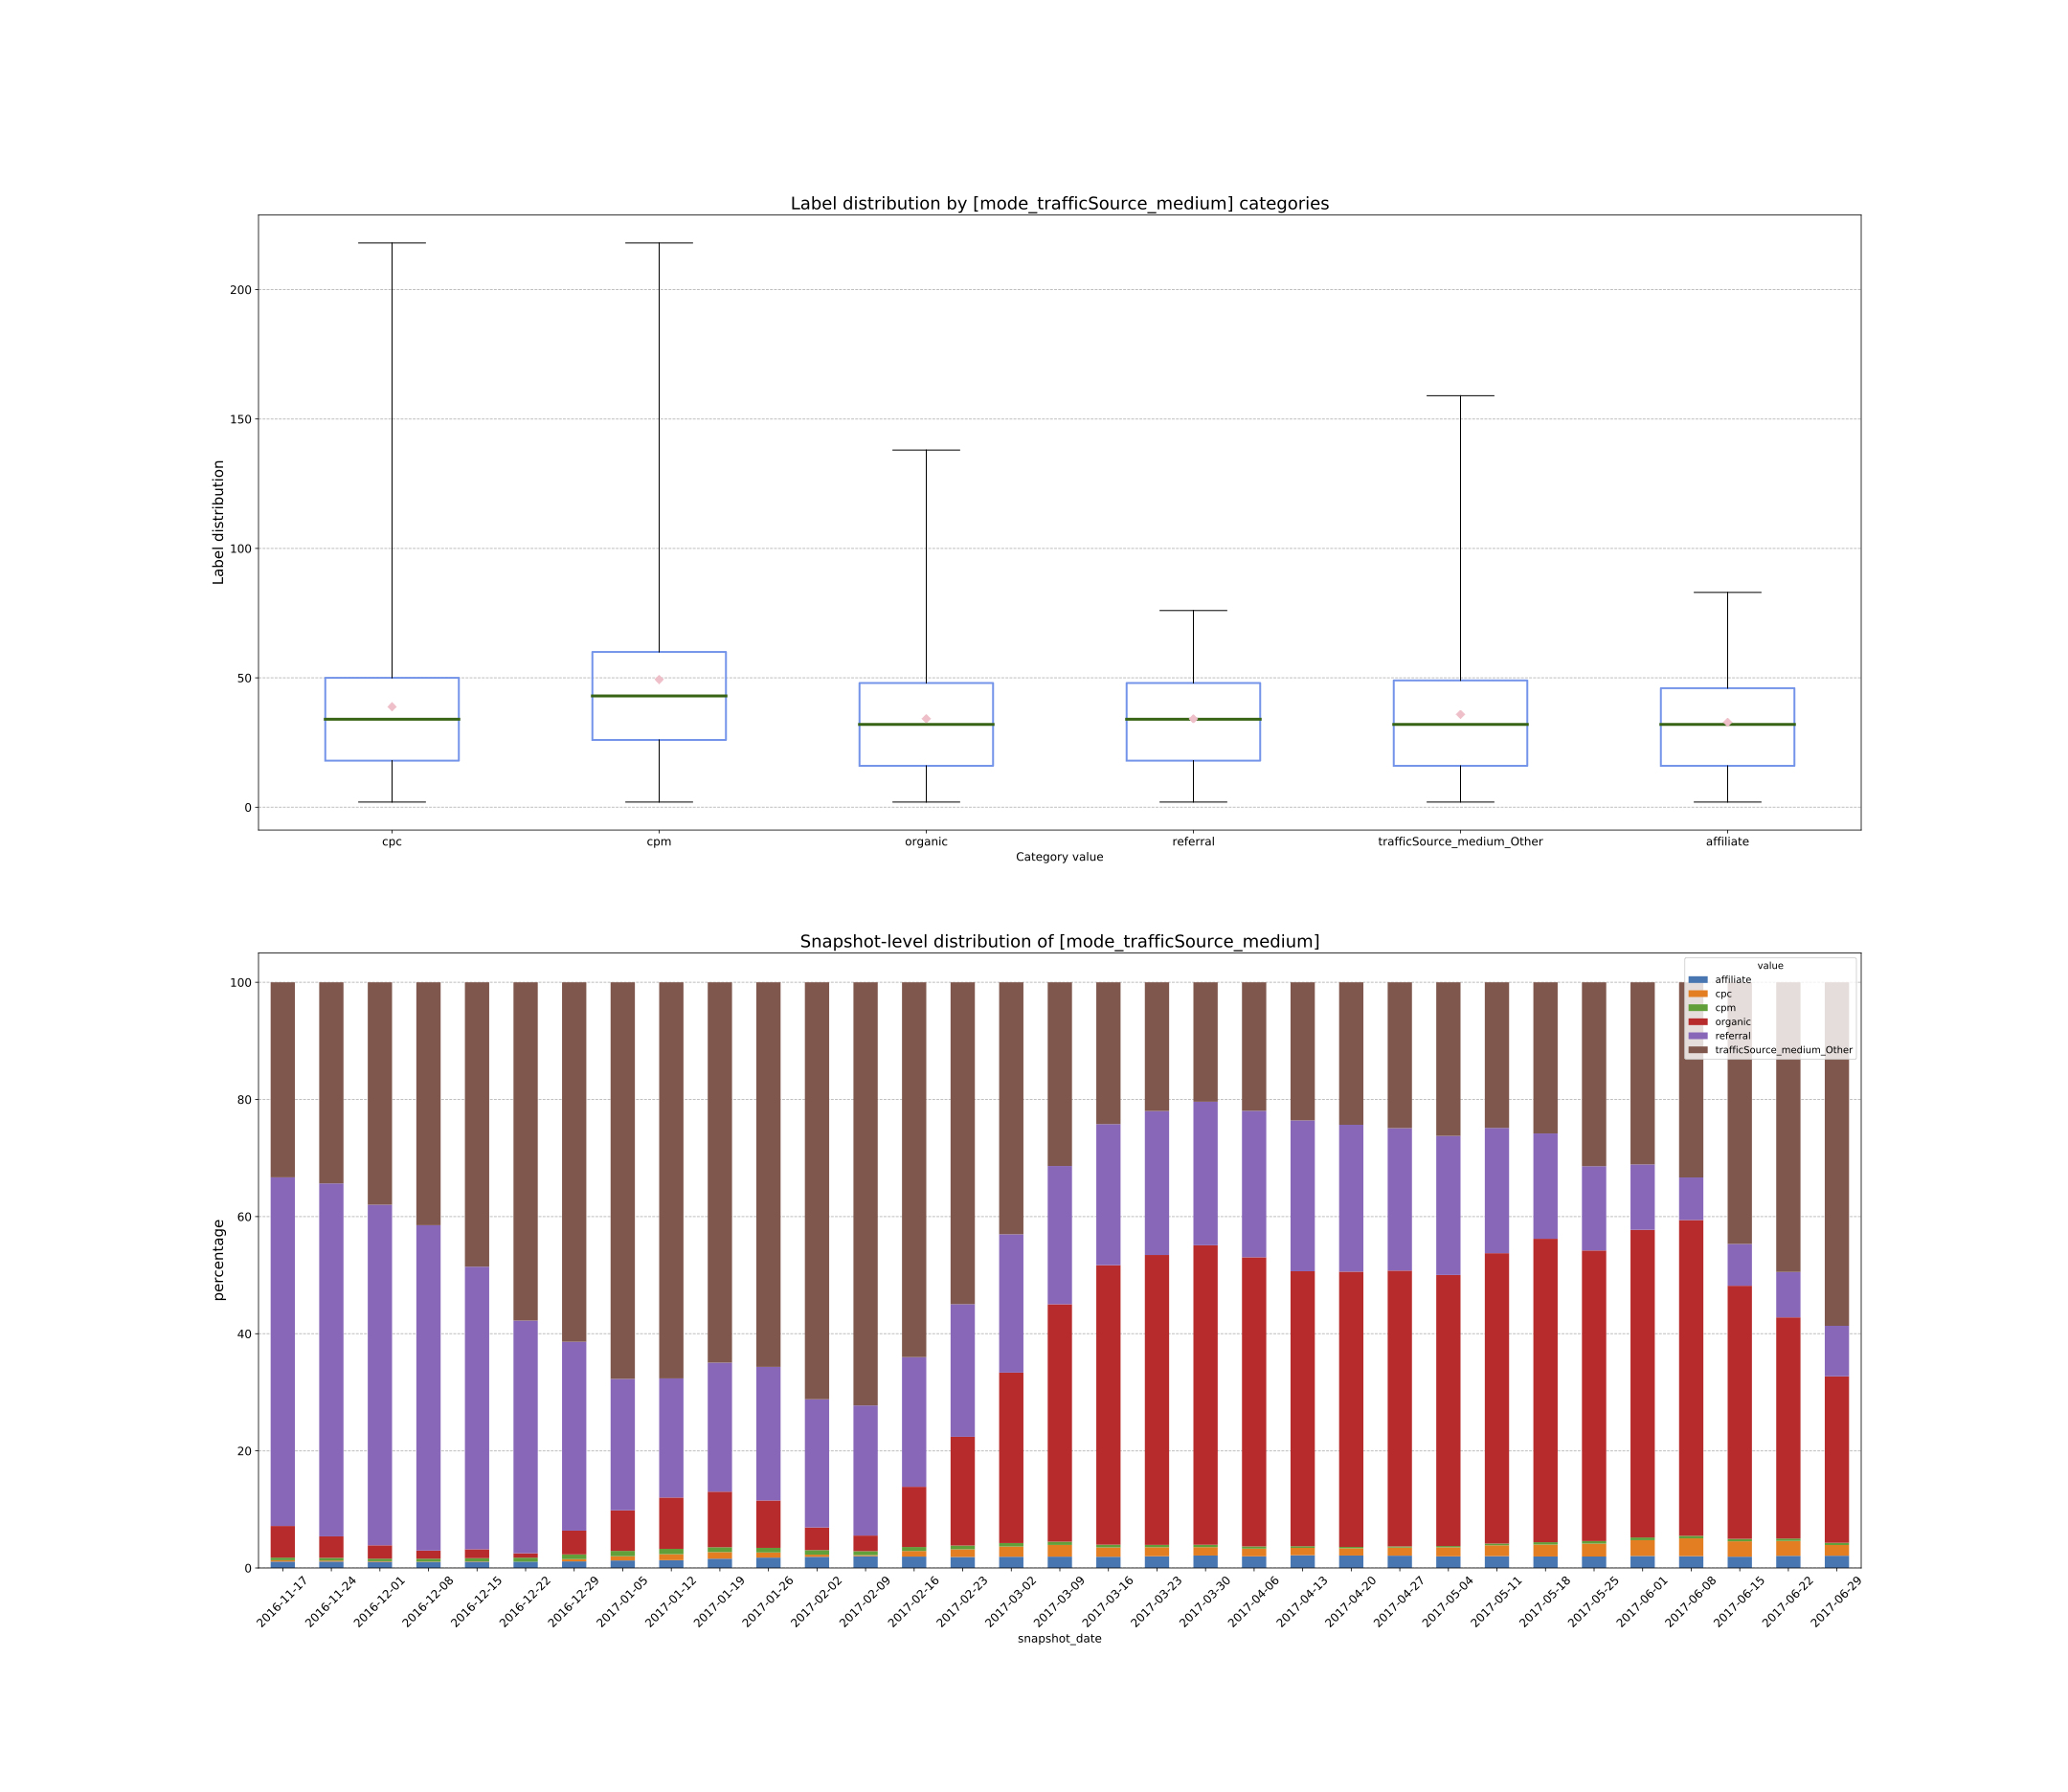 Label distribution by [mode_trafficSource_medium] categories
200
150
100
50
0
Label distribution
cpc
cpm
organic
referral
trafficSource_medium_Other
affiliate
Category value
Snapshot-level distribution of [mode_trafficSource_medium]
value
affiliate
cpc
cpm
organic
referral
trafficSource_medium_Other
100
80
60
40
20
0
percentage
2016-11-17
2016-11-24
2016-12-01
2016-12-08
2016-12-15
2016-12-22
2016-12-29
2017-01-05
2017-01-12
2017-01-19
2017-01-26
2017-02-02
2017-02-09
2017-02-16
2017-02-23
2017-03-02
2017-03-09
2017-03-16
2017-03-23
2017-03-30
2017-04-06
2017-04-13
2017-04-20
2017-04-27
2017-05-04
2017-05-11
2017-05-18
2017-05-25
2017-06-01
2017-06-08
2017-06-15
2017-06-22
2017-06-29
snapshot_date